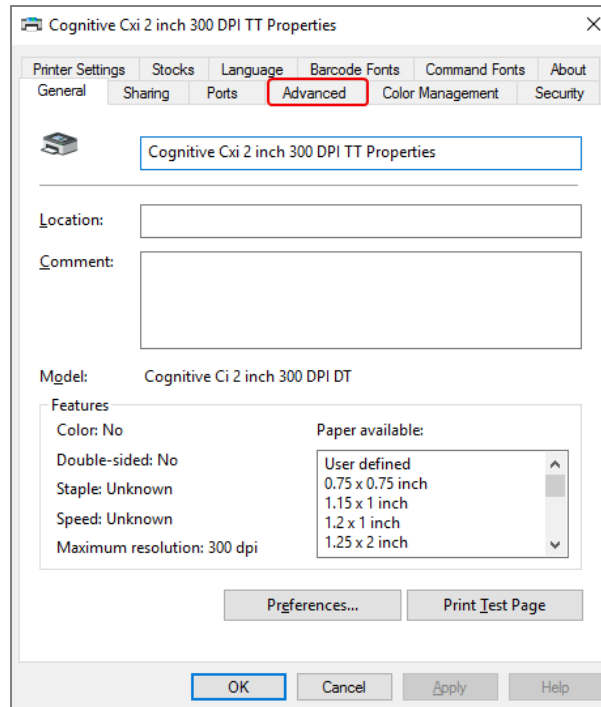 Cognitive Cxi 2 inch 300 DPI TT Properties
Printer Settings Stocks Language Barcode Fonts Command Fonts About
General Sharing Ports Advanced Color Management Security
Cognitive Cxi 2 inch 300 DPI TT Properties
Location:
Comment:
Model: Cognitive Ci 2 inch 300 DPI DT
Features
Color: No Paper available:
Double-sided: No User defined
Staple: Unknown 0.75 x 0.75 inch
1.15 x 1 inch
Speed: Unknown 1.2 x 1 inch
Maximum resolution: 300 dpi 1.25 x 2 inch
Preferences... Print Test Page
OK Cancel Apply Help